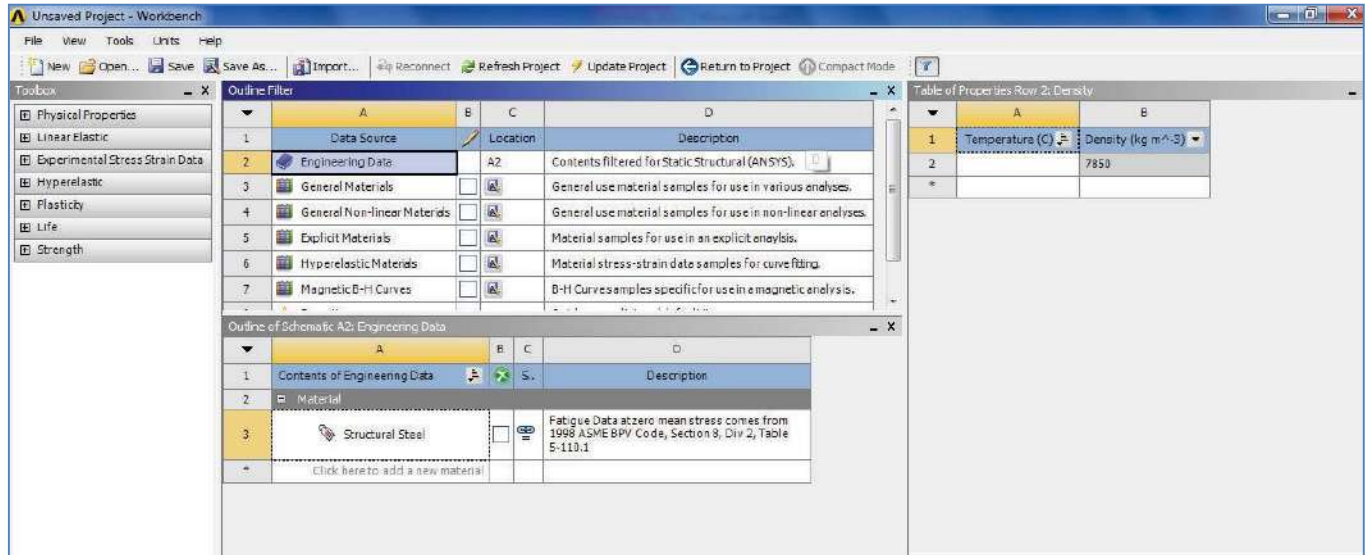 Unsaved Project - Workbench
File View Tools Units Help
New Open... Save Save As... Import... Reconnect Refresh Project Update Project Return to Project Compact Mode
Toolbox
Physical Properties
Linear Elastic
Experimental Stress Strain Data
Hyperelastic
Plasticity
Life
Strength
Outline Filter
A B C D
1 Data Source Location Description
2 Engineering Data A2 Contents filtered for Static Structural (ANSYS).
3 General Materials General use material samples for use in various analyses.
4 General Non-linear Materials General use material samples for use in non-linear analyses.
5 Explicit Materials Material samples for use in an explicit anaylsis.
6 Hyperelastic Materials Material stress-strain data samples for curve fitting.
7 Magnetic B-H Curves B-H Curve samples specific for use in a magnetic analysis.
Outline of Schematic A2: Engineering Data
A B C D
1 Contents of Engineering Data S.. Description
2 Material
3 Structural Steel Fatigue Data at zero mean stress comes from
1998 ASME BPV Code, Section 8, Div 2, Table
5-110.1
* Click here to add a new material
Table of Properties Row 2: Density
A B
1 Temperature (C) Density (kg m^-3)
2 7850
*